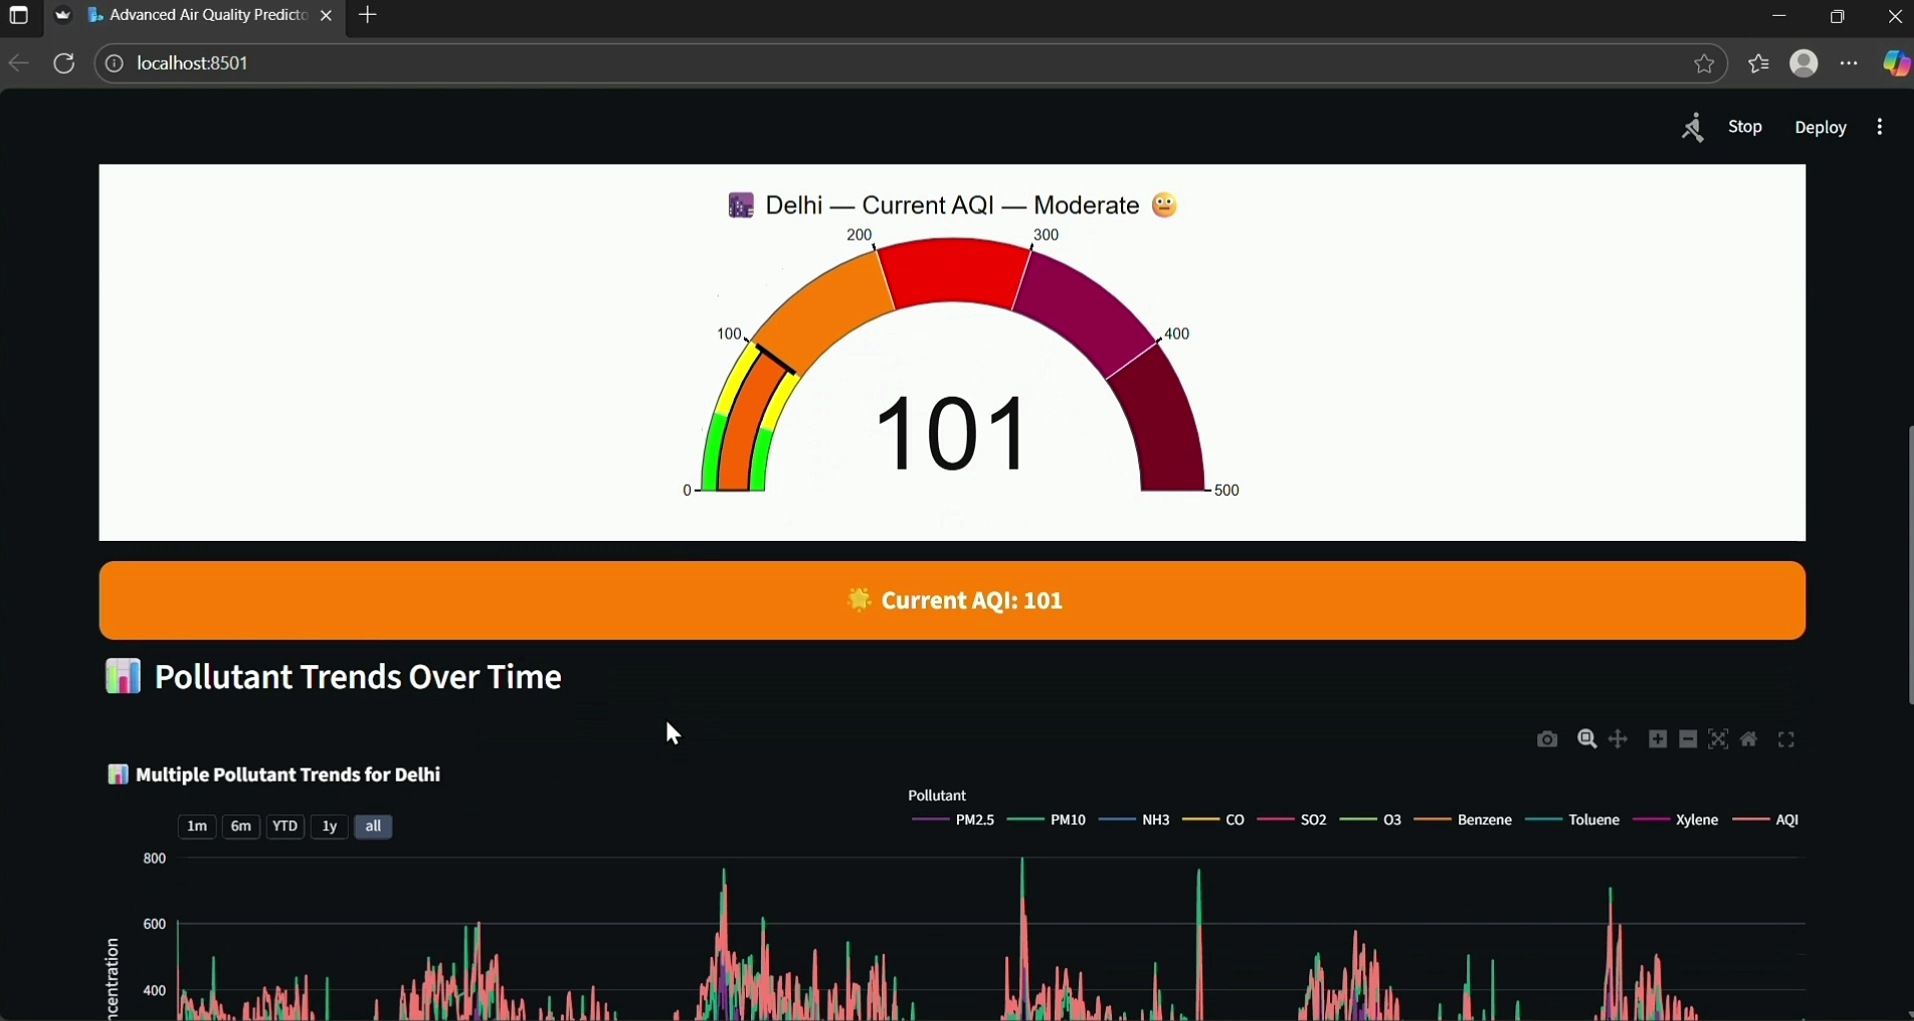 Advanced Air Quality Predicto
localhost:8501
Stop Deploy
Delhi — Current AQI — Moderate
200 300
100 400
101
0 500
Current AQI: 101
Pollutant Trends Over Time
Multiple Pollutant Trends for Delhi
Pollutant
PM2.5 PM10 NH3 CO SO2 O3 Benzene Toluene Xylene AQI
1m 6m YTD 1y all
800
600
400
ncentration